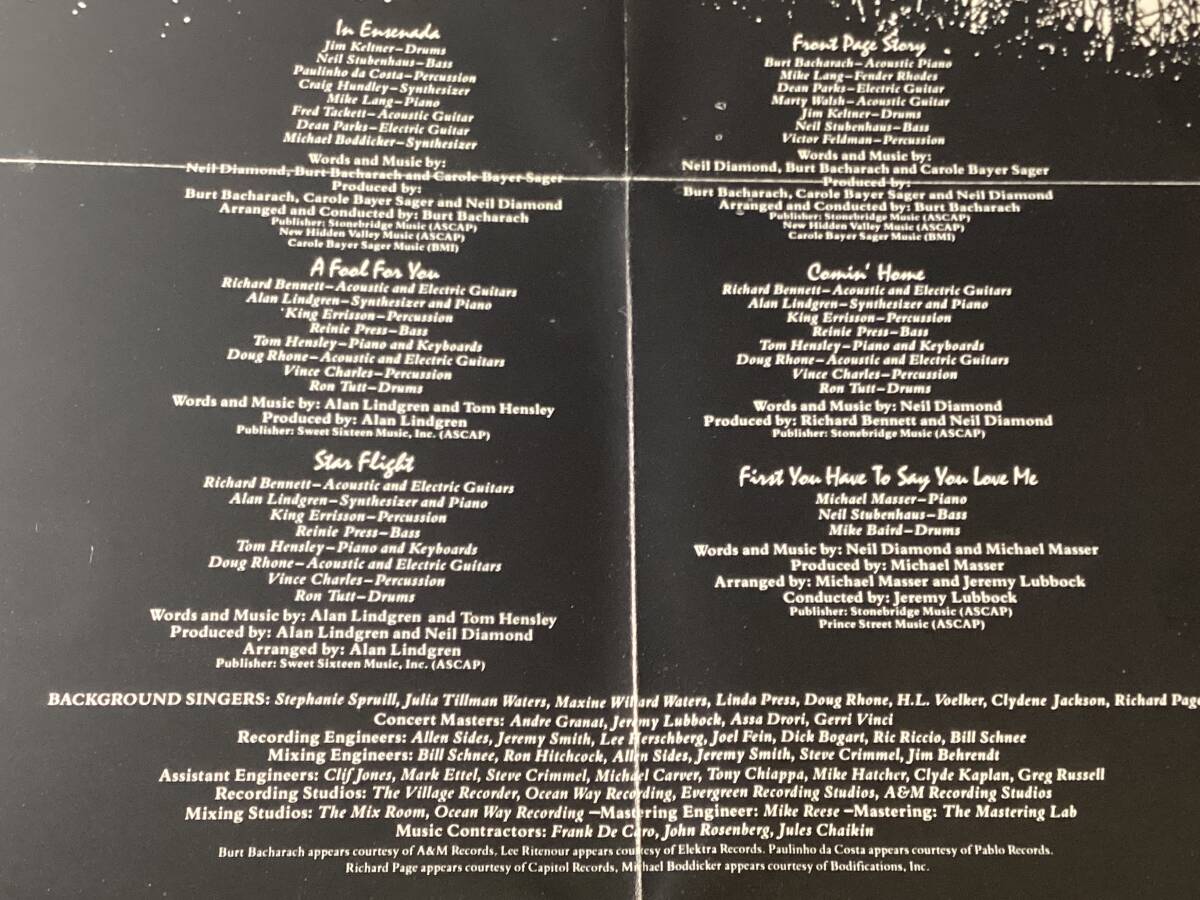 In Ensenada
Jim Keltner—Drums
Neil Stubenhaus—Bass
Paulinho da Costa—Percussion
Craig Hundley—Synthesizer
Mike Lang—Piano
Fred Tackett—Acoustic Guitar
Dean Parks—Electric Guitar
Michael Boddicker—Synthesizer
Words and Music by:
Neil Diamond, Burt Bacharach and Carole Bayer Sager
Produced by:
Burt Bacharach, Carole Bayer Sager and Neil Diamond
Arranged and Conducted by: Burt Bacharach
Publisher: Stonebridge Music (ASCAP)
New Hidden Valley Music (ASCAP)
Carole Bayer Sager Music (BMI)
A Fool For You
Richard Bennett—Acoustic and Electric Guitars
Alan Lindgren—Synthesizer and Piano
King Errisson—Percussion
Reinie Press—Bass
Tom Hensley—Piano and Keyboards
Doug Rhone—Acoustic and Electric Guitars
Vince Charles—Percussion
Ron Tutt—Drums
Words and Music by: Alan Lindgren and Tom Hensley
Produced by: Alan Lindgren
Publisher: Sweet Sixteen Music, Inc. (ASCAP)
Star Flight
Richard Bennett—Acoustic and Electric Guitars
Alan Lindgren—Synthesizer and Piano
King Errisson—Percussion
Reinie Press—Bass
Tom Hensley—Piano and Keyboards
Doug Rhone—Acoustic and Electric Guitars
Vince Charles—Percussion
Ron Tutt—Drums
Words and Music by: Alan Lindgren and Tom Hensley
Produced by: Alan Lindgren and Neil Diamond
Arranged by: Alan Lindgren
Publisher: Sweet Sixteen Music, Inc. (ASCAP)
Front Page Story
Burt Bacharach—Acoustic Piano
Mike Lang—Fender Rhodes
Dean Parks—Electric Guitar
Marty Walsh—Acoustic Guitar
Jim Keltner—Drums
Neil Stubenhaus—Bass
Victor Feldman—Percussion
Words and Music by:
Neil Diamond, Burt Bacharach and Carole Bayer Sager
Produced by:
Burt Bacharach, Carole Bayer Sager and Neil Diamond
Arranged and Conducted by: Burt Bacharach
Publisher: Stonebridge Music (ASCAP)
New Hidden Valley Music (ASCAP)
Carole Bayer Sager Music (BMI)
Comin' Home
Richard Bennett—Acoustic and Electric Guitars
Alan Lindgren—Synthesizer and Piano
King Errisson—Percussion
Reinie Press—Bass
Tom Hensley—Piano and Keyboards
Doug Rhone—Acoustic and Electric Guitars
Vince Charles—Percussion
Ron Tutt—Drums
Words and Music by: Neil Diamond
Produced by: Richard Bennett and Neil Diamond
Publisher: Stonebridge Music (ASCAP)
First You Have To Say You Love Me
Michael Masser—Piano
Neil Stubenhaus—Bass
Mike Baird—Drums
Words and Music by: Neil Diamond and Michael Masser
Produced by: Michael Masser
Arranged by: Michael Masser and Jeremy Lubbock
Conducted by: Jeremy Lubbock
Publisher: Stonebridge Music (ASCAP)
Prince Street Music (ASCAP)
BACKGROUND SINGERS: Stephanie Spruill, Julia Tillman Waters, Maxine Willard Waters, Linda Press, Doug Rhone, H.L. Voelker, Clydene Jackson, Richard Page
Concert Masters: Andre Granat, Jeremy Lubbock, Assa Drori, Gerri Vinci
Recording Engineers: Allen Sides, Jeremy Smith, Lee Herschberg, Joel Fein, Dick Bogart, Ric Riccio, Bill Schnee
Mixing Engineers: Bill Schnee, Ron Hitchcock, Allen Sides, Jeremy Smith, Steve Crimmel, Jim Behrendt
Assistant Engineers: Clif Jones, Mark Ettel, Steve Crimmel, Michael Carver, Tony Chiappa, Mike Hatcher, Clyde Kaplan, Greg Russell
Recording Studios: The Village Recorder, Ocean Way Recording, Evergreen Recording Studios, A&M Recording Studios
Mixing Studios: The Mix Room, Ocean Way Recording—Mastering Engineer: Mike Reese—Mastering: The Mastering Lab
Music Contractors: Frank De Caro, John Rosenberg, Jules Chaikin
Burt Bacharach appears courtesy of A&M Records, Lee Ritenour appears courtesy of Elektra Records. Paulinho da Costa appears courtesy of Pablo Records.
Richard Page appears courtesy of Capitol Records, Michael Boddicker appears courtesy of Bodifications, Inc.